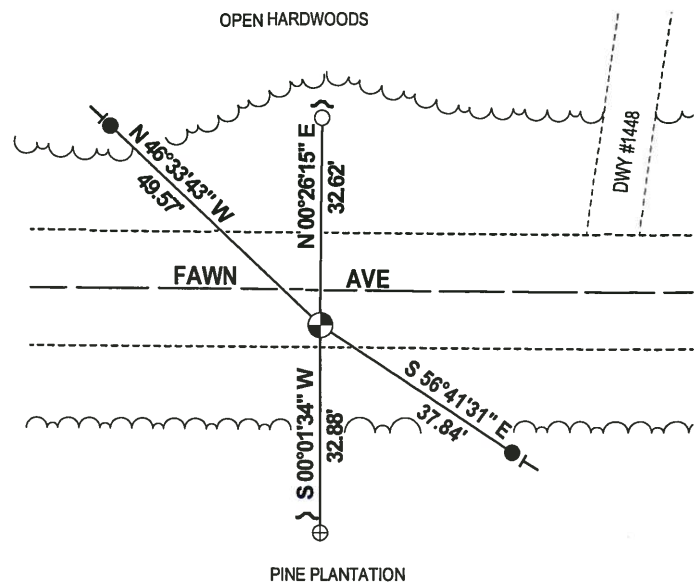 OPEN HARDWOODS
N 46°33'43" W
49.57'
N 00°26'15" E
32.62'
DWY #1448
FAWN AVE
S 00°01'34" W
32.88'
S 56°41'31" E
37.84'
PINE PLANTATION